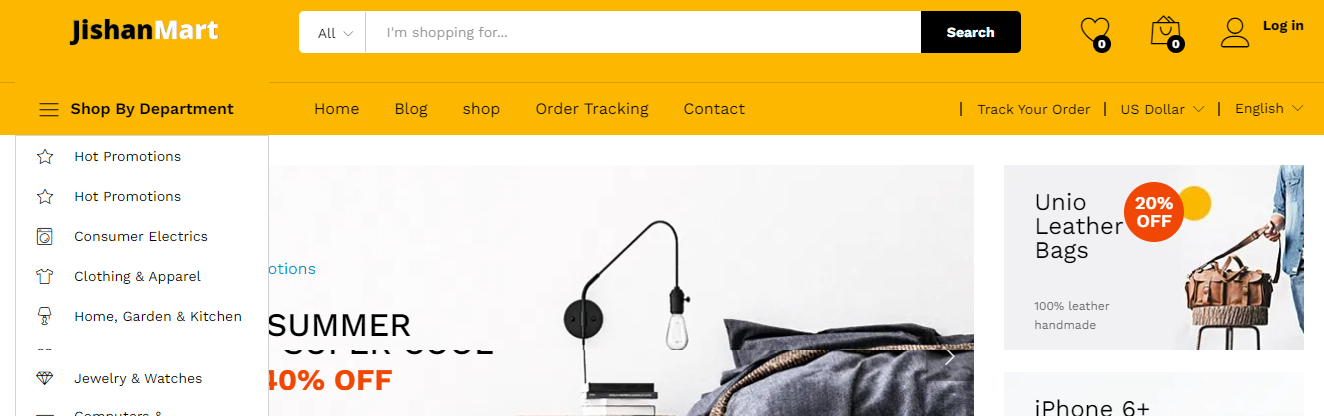 JishanMart
All
I'm shopping for...
Search
0
0
Log in
Shop By Department
Home
Blog
shop
Order Tracking
Contact
Track Your Order
US Dollar
English
Hot Promotions
Hot Promotions
Consumer Electrics
Clothing & Apparel
Home, Garden & Kitchen
Jewelry & Watches
Computers &
otions
SUMMER
SUPER COOL
40% OFF
Unio
Leather
Bags
20%
OFF
100% leather
handmade
iPhone 6+